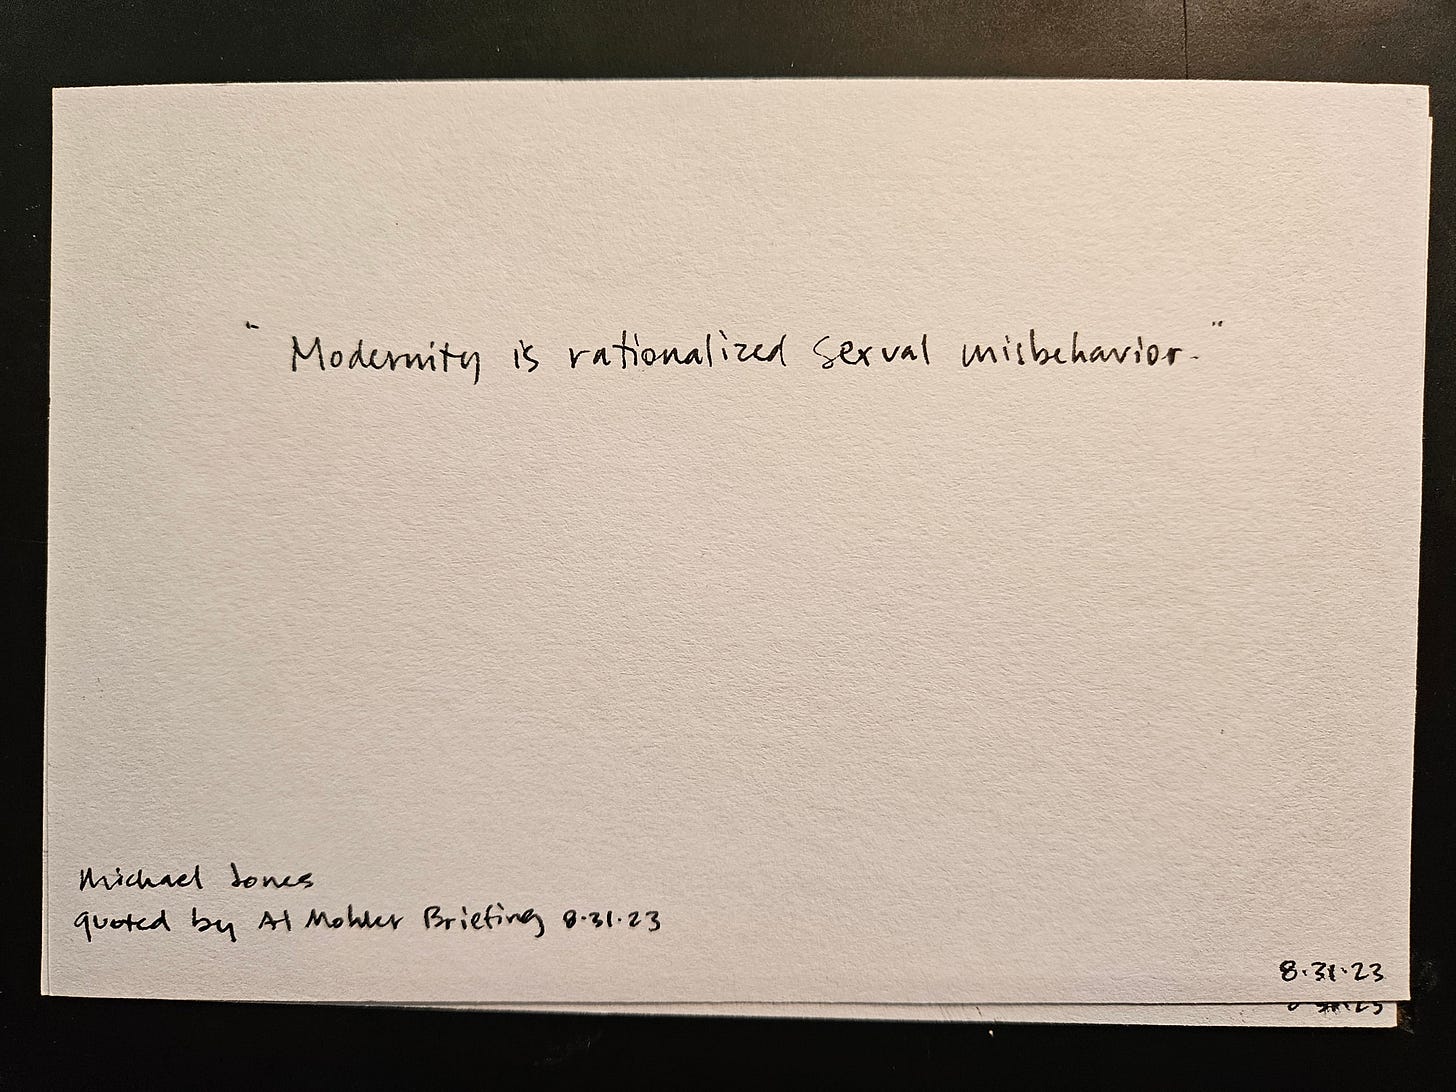 "Modernity is rationalized sexual misbehavior."
Michael Jones
quoted by Al Mohler Briefing 8.31.23
8.31.23